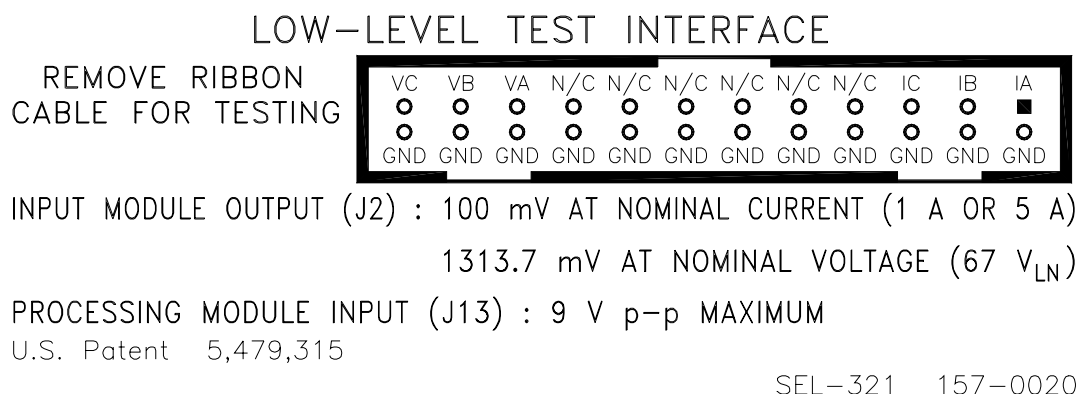 LOW-LEVEL TEST INTERFACE
REMOVE RIBBON
CABLE FOR TESTING
VC VB VA N/C N/C N/C N/C N/C N/C IC IB IA
GND GND GND GND GND GND GND GND GND GND GND GND
INPUT MODULE OUTPUT (J2) : 100 mV AT NOMINAL CURRENT (1 A OR 5 A)
1313.7 mV AT NOMINAL VOLTAGE (67 VLN)
PROCESSING MODULE INPUT (J13) : 9 V p-p MAXIMUM
U.S. Patent 5,479,315
SEL-321 157-0020